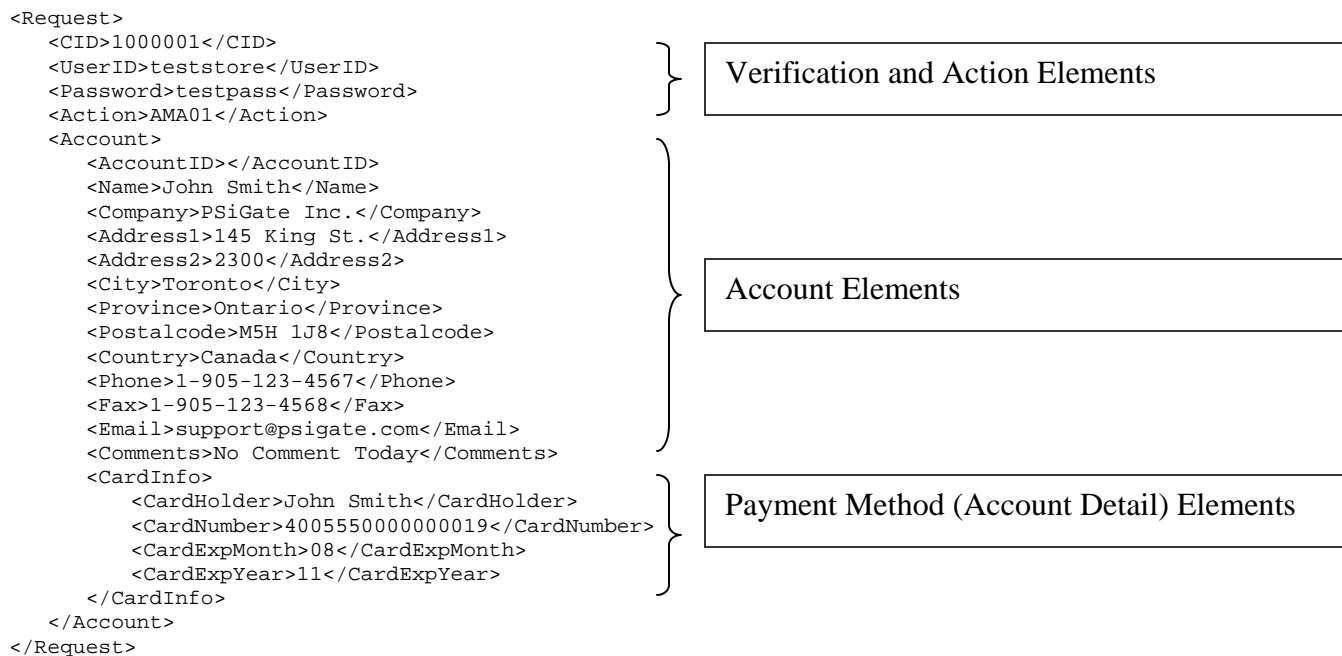 <Request>
<CID>1000001</CID>
<UserID>teststore</UserID>
<Password>testpass</Password>
<Action>AMA01</Action>
<Account>
<AccountID></AccountID>
<Name>John Smith</Name>
<Company>PSiGate Inc.</Company>
<Address1>145 King St.</Address1>
<Address2>2300</Address2>
<City>Toronto</City>
<Province>Ontario</Province>
<Postalcode>M5H 1J8</Postalcode>
<Country>Canada</Country>
<Phone>1-905-123-4567</Phone>
<Fax>1-905-123-4568</Fax>
<Email>support@psigate.com</Email>
<Comments>No Comment Today</Comments>
<CardInfo>
<CardHolder>John Smith</CardHolder>
<CardNumber>4005550000000019</CardNumber>
<CardExpMonth>08</CardExpMonth>
<CardExpYear>11</CardExpYear>
</CardInfo>
</Account>
</Request>
Verification and Action Elements
Account Elements
Payment Method (Account Detail) Elements